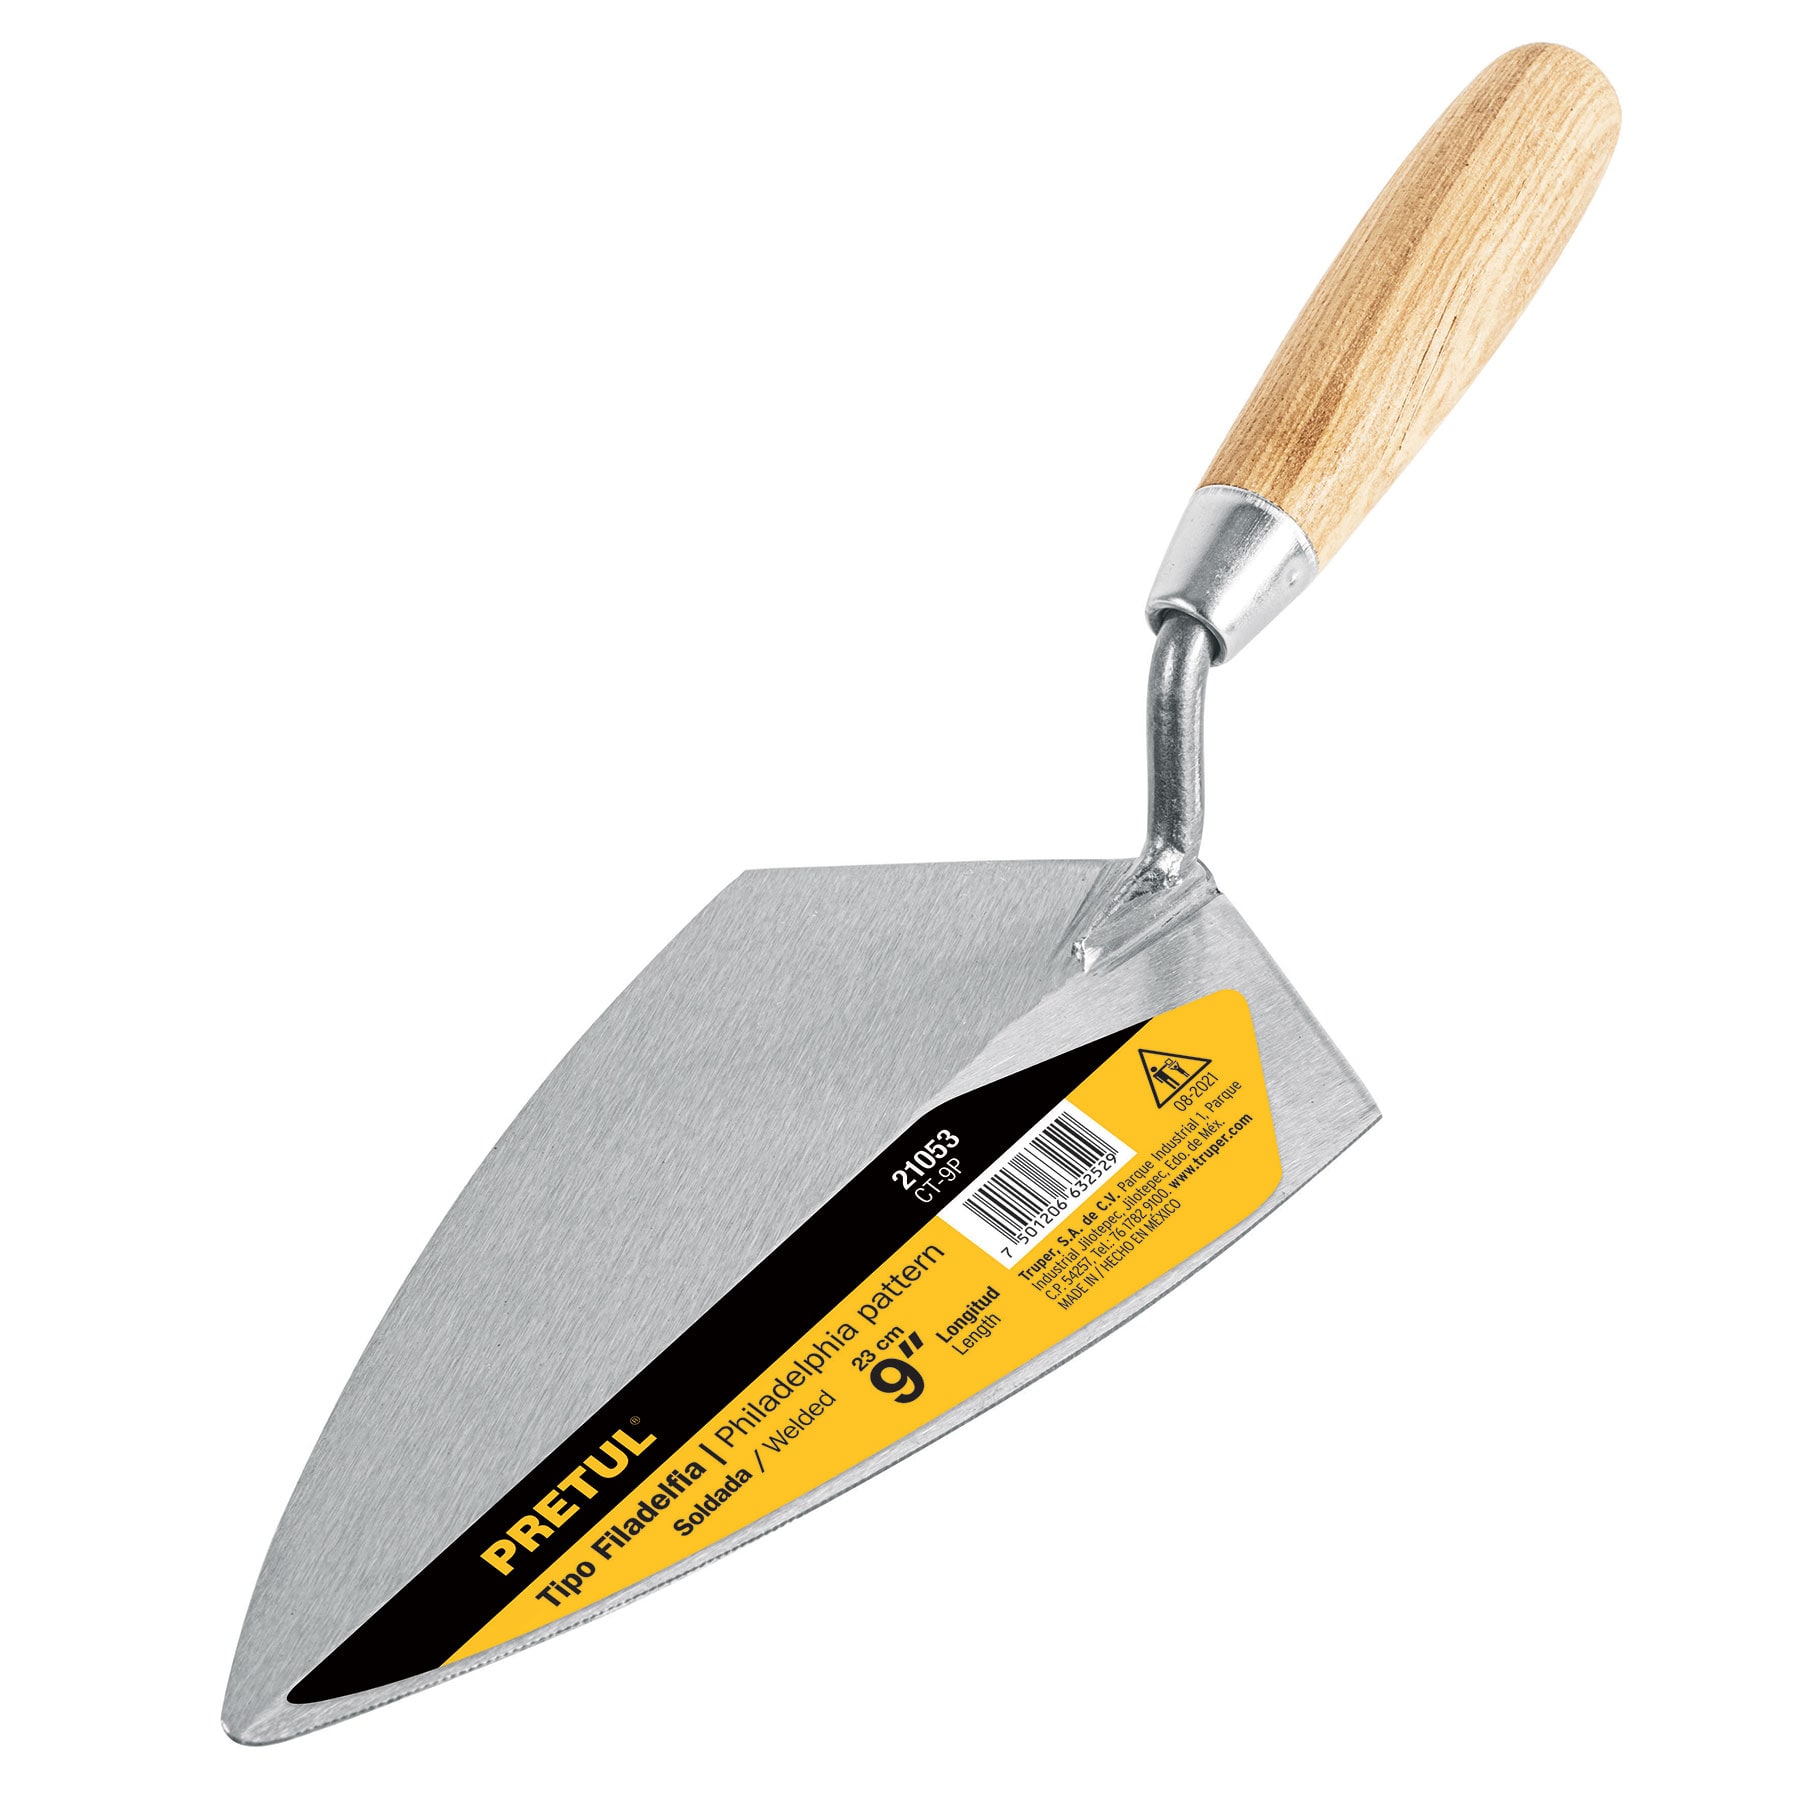 PRETUL®
21053
CT-9P
Tipo Filadelfia | Philadelphia pattern
Soldada / Welded
23 cm
9"
Longitud
Length
7 501206 632529
08-2021
Truper, S.A. de C.V. Parque Industrial 1, Parque
Industrial Jilotepec, Jilotepec, Edo. de Méx.
C.P. 54257, Tel.: 76 1782 9100. www.truper.com
MADE IN / HECHO EN MÉXICO